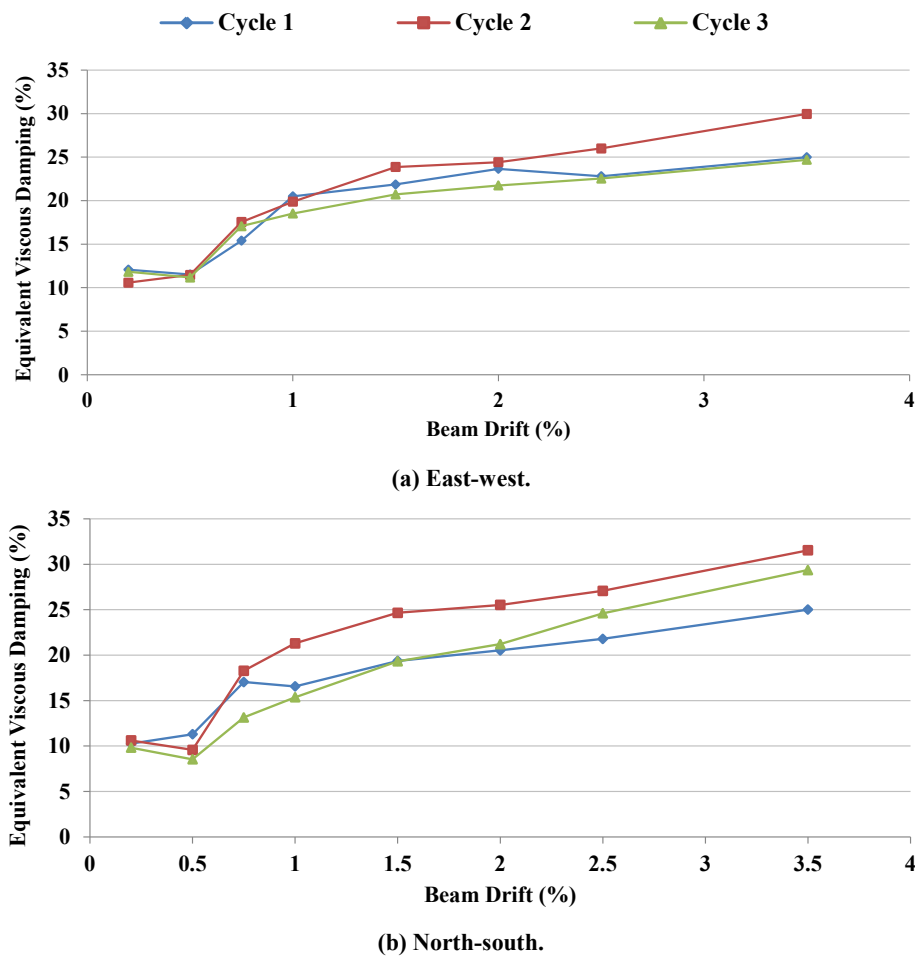 Cycle 1 Cycle 2 Cycle 3
35
30
25
20
15
10
5
0
Equivalent Viscous Damping (%)
0 1 2 3 4
Beam Drift (%)
(a) East-west.
35
30
25
20
15
10
5
0
Equivalent Viscous Damping (%)
0 0.5 1 1.5 2 2.5 3 3.5 4
Beam Drift (%)
(b) North-south.